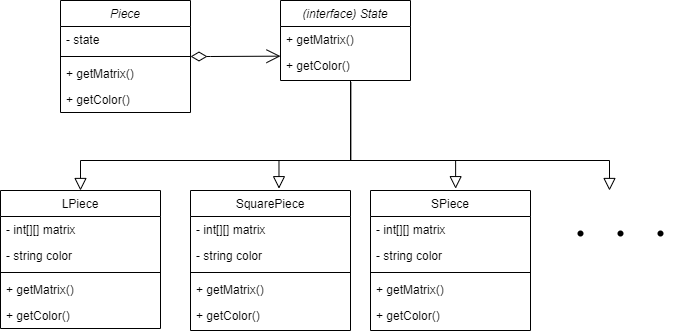 Piece
- state
+ getMatrix()
+ getColor()
(interface) State
+ getMatrix()
+ getColor()
LPiece
- int[][] matrix
- string color
+ getMatrix()
+ getColor()
SquarePiece
- int[][] matrix
- string color
+ getMatrix()
+ getColor()
SPiece
- int[][] matrix
- string color
+ getMatrix()
+ getColor()